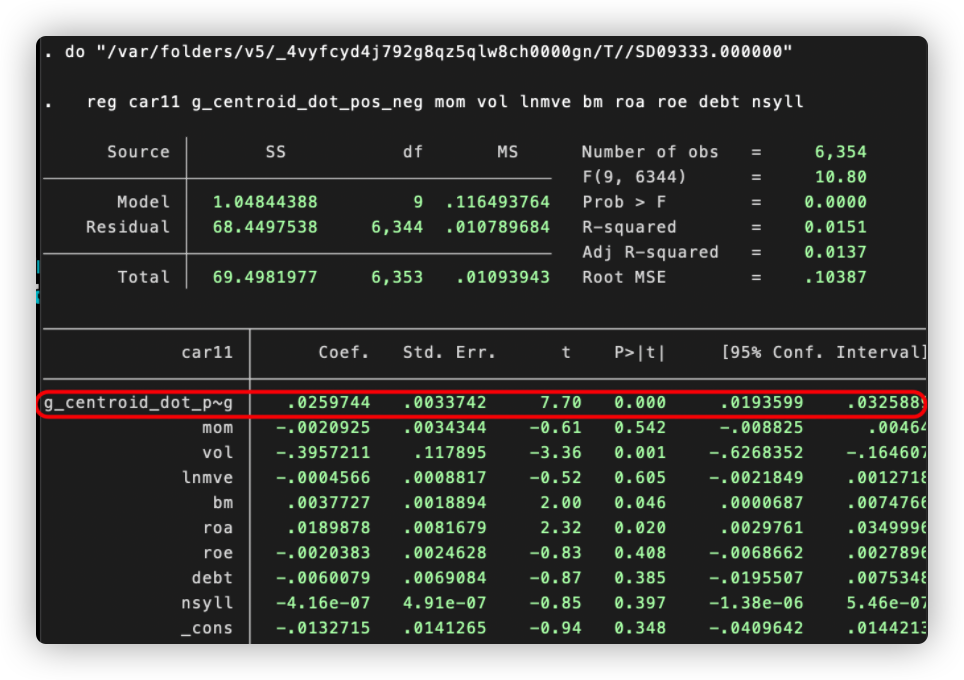 . do "/var/folders/v5/_4vyfcyd4j792g8qz5qlw8ch0000gn/T//SD09333.000000"
.   reg car11 g_centroid_dot_pos_neg mom vol lnmve bm roa roe debt nsyll
Source SS df MS Number of obs = 6,354
F(9, 6344) = 10.80
Model 1.04844388 9 .116493764 Prob > F = 0.0000
Residual 68.4497538 6,344 .010789684 R-squared = 0.0151
Adj R-squared = 0.0137
Total 69.4981977 6,353 .01093943 Root MSE = .10387
car11 Coef. Std. Err. t P>|t| [95% Conf. Interval]
g_centroid_dot_p~g .0259744 .0033742 7.70 0.000 .0193599 .032588
mom -.0020925 .0034344 -0.61 0.542 -.008825 .00464
vol -.3957211 .117895 -3.36 0.001 -.6268352 -.164607
lnmve -.0004566 .0008817 -0.52 0.605 -.0021849 .0012718
bm .0037727 .0018894 2.00 0.046 .0000687 .0074766
roa .0189878 .0081679 2.32 0.020 .0029761 .0349996
roe -.0020383 .0024628 -0.83 0.408 -.0068662 .0027896
debt -.0060079 .0069084 -0.87 0.385 -.0195507 .0075348
nsyll -4.16e-07 4.91e-07 -0.85 0.397 -1.38e-06 5.46e-07
_cons -.0132715 .0141265 -0.94 0.348 -.0409642 .0144213